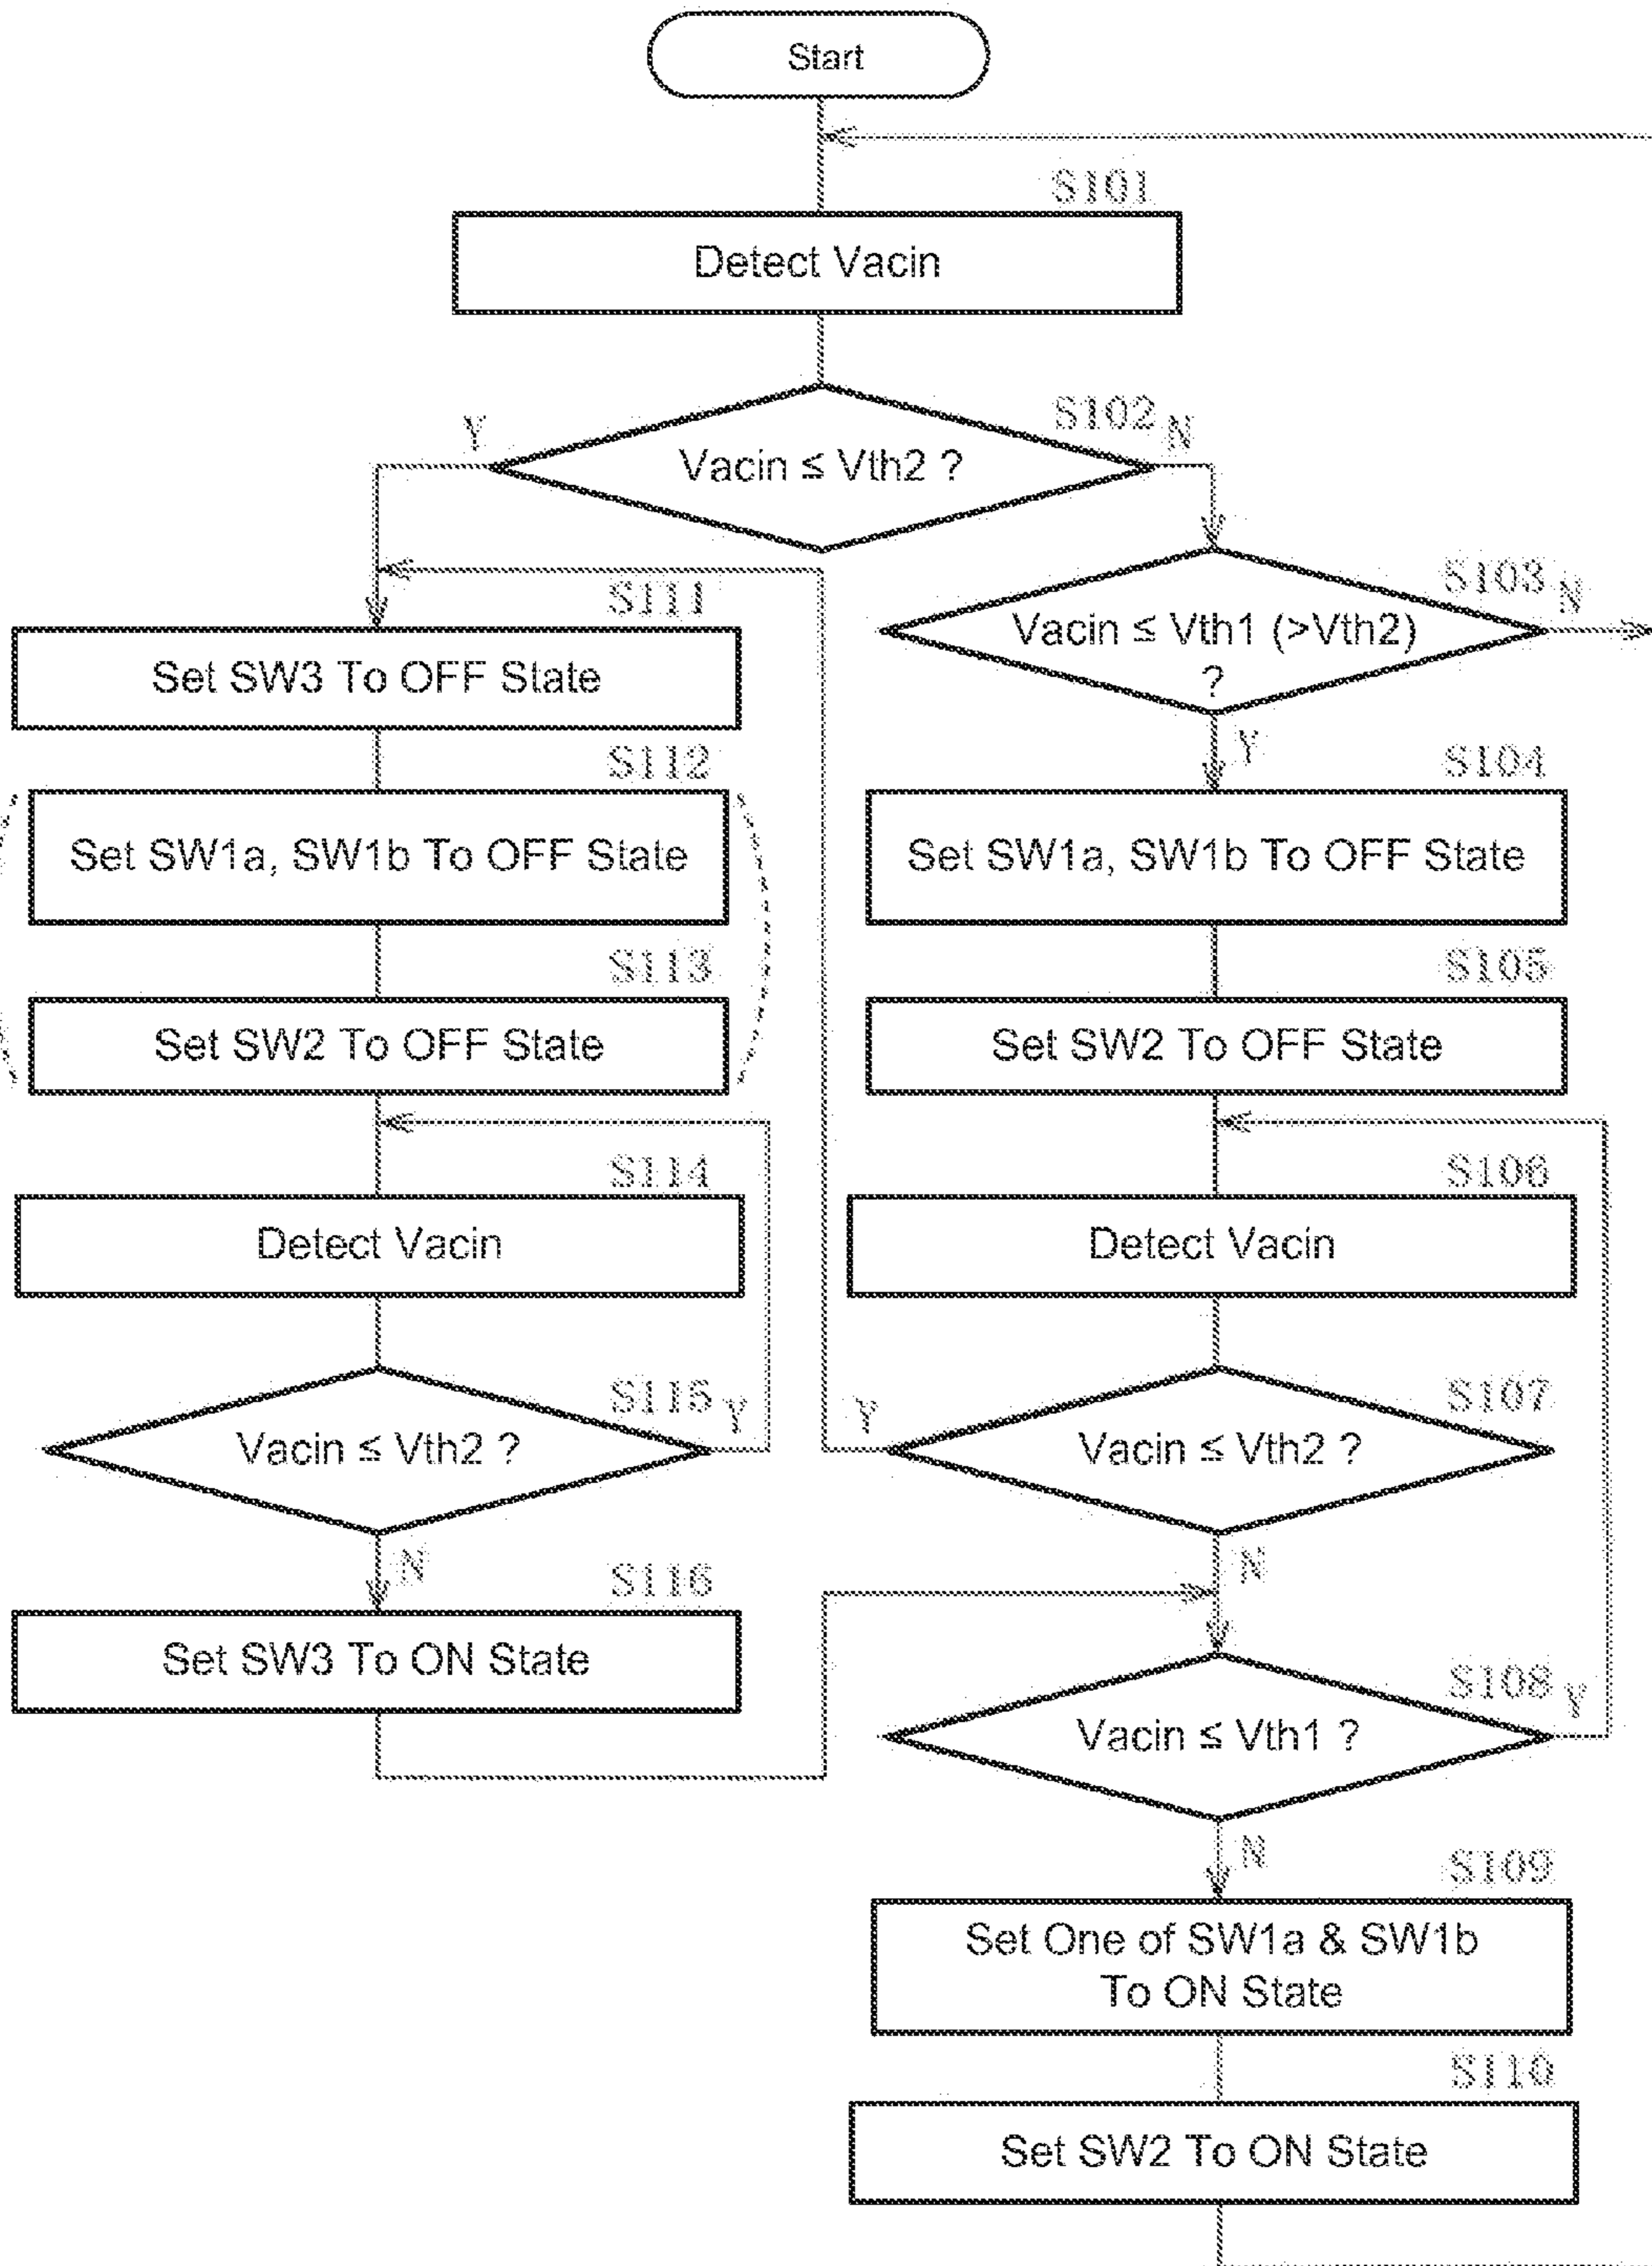 Start
S101
Detect Vacin
S102
Y
N
Vacin ≤ Vth2 ?
S103
N
Vacin ≤ Vth1 (>Vth2)
?
Y
S111
Set SW3 To OFF State
S112
Set SW1a, SW1b To OFF State
S113
Set SW2 To OFF State
S114
Detect Vacin
S115
Y
Vacin ≤ Vth2 ?
N
S116
Set SW3 To ON State
S104
Set SW1a, SW1b To OFF State
S105
Set SW2 To OFF State
S106
Detect Vacin
S107
Y
Vacin ≤ Vth2 ?
N
S108
Y
Vacin ≤ Vth1 ?
N
S109
Set One of SW1a & SW1b
To ON State
S110
Set SW2 To ON State